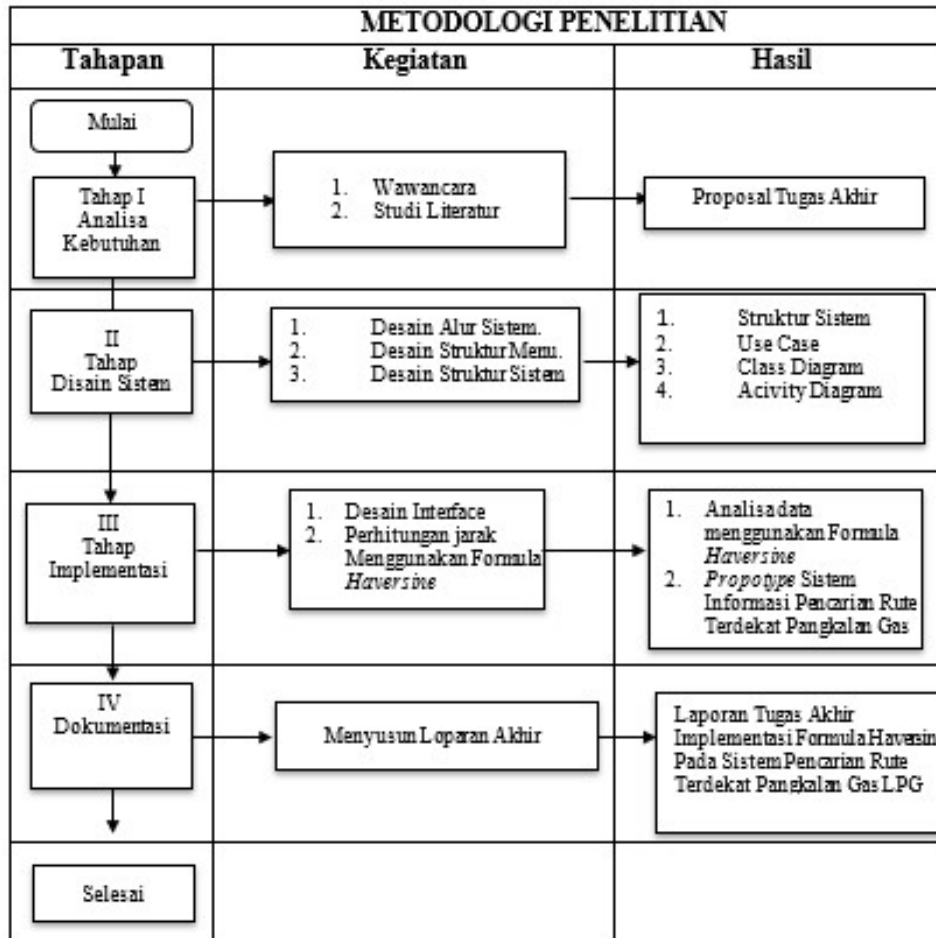 METODOLOGI PENELITIAN
Tahapan
Kegiatan
Hasil
Mulai
Tahap I
Analisa
Kebutuhan
1. Wawancara
2. Studi Literatur
Proposal Tugas Akhir
II
Tahap
Disain Sistem
1. Desain Alur Sistem.
2. Desain Struktur Menu.
3. Desain Struktur Sistem
1. Struktur Sistem
2. Use Case
3. Class Diagram
4. Acivity Diagram
III
Tahap
Implementasi
1. Desain Interface
2. Perhitungan jarak
Menggunakan Formula
Haversine
1. Analisa data
menggunakan Formula
Haversine
2. Propotype Sistem
Informasi Pencarian Rute
Terdekat Pangkalan Gas
IV
Dokumentasi
Menyusun Loparan Akhir
Laporan Tugas Akhir
Implementasi Formula Haversin
Pada Sistem Pencarian Rute
Terdekat Pangkalan Gas LPG
Selesai